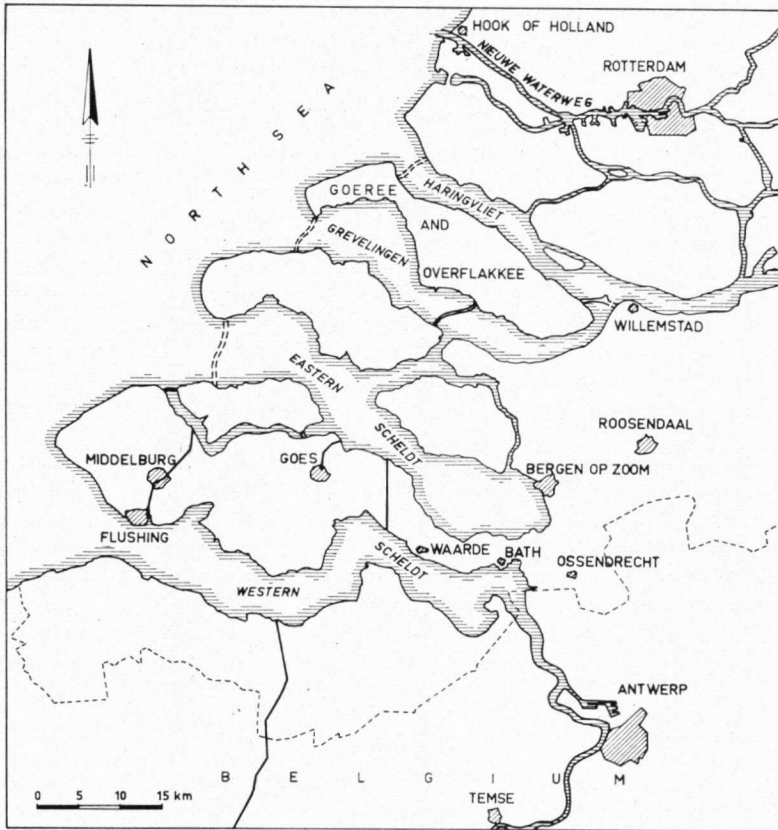 HOOK OF HOLLAND
NIEUWE WATERWEG
ROTTERDAM
NORTH SEA
GOEREE
HARINGVLIET
AND
GREVELINGEN
OVERFLAKKEE
WILLEMSTAD
EASTERN
SCHELDT
ROOSENDAAL
MIDDELBURG
GOES
BERGEN OP ZOOM
FLUSHING
WAARDE
BATH
SCHELDT
OSSENDRECHT
WESTERN
ANTWERP
BELGIUM
0 5 10 15 km
TEMSE